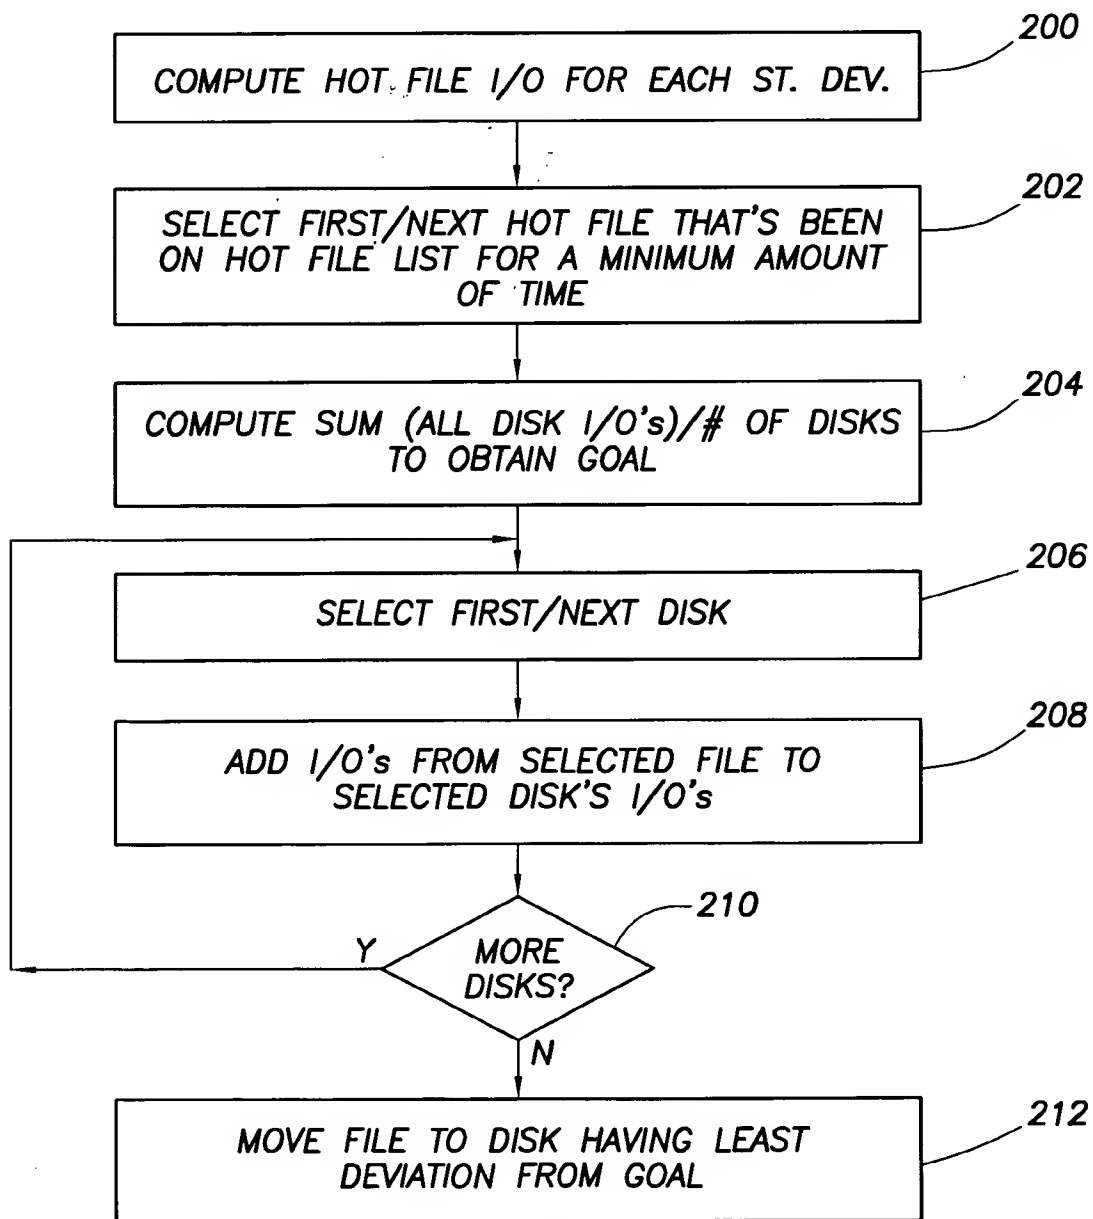 200
COMPUTE HOT FILE I/O FOR EACH ST. DEV.
202
SELECT FIRST/NEXT HOT FILE THAT'S BEEN
ON HOT FILE LIST FOR A MINIMUM AMOUNT
OF TIME
204
COMPUTE SUM (ALL DISK I/O's)/# OF DISKS
TO OBTAIN GOAL
206
SELECT FIRST/NEXT DISK
208
ADD I/O's FROM SELECTED FILE TO
SELECTED DISK'S I/O's
210
Y
MORE
DISKS?
N
212
MOVE FILE TO DISK HAVING LEAST
DEVIATION FROM GOAL